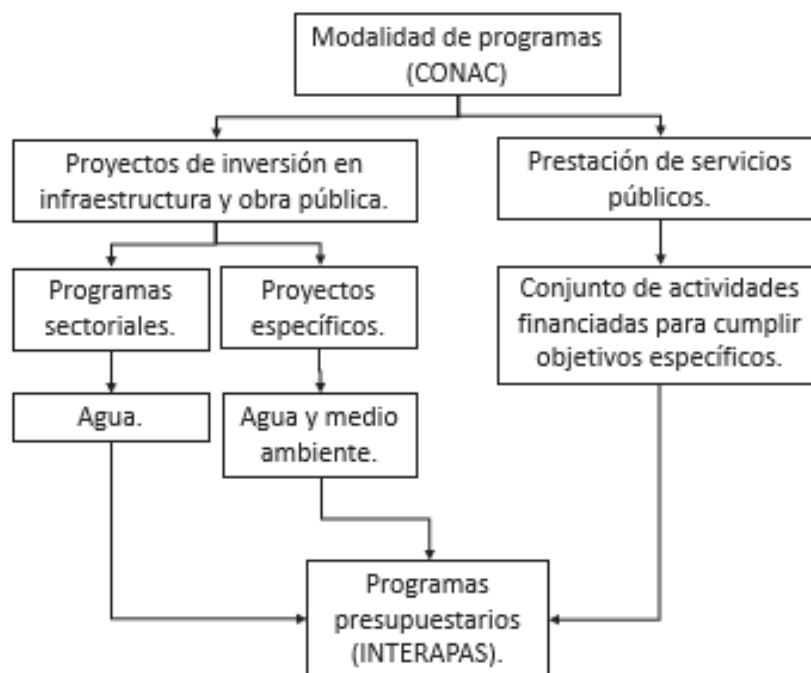 Modalidad de programas
(CONAC)
Proyectos de inversión en
infraestructura y obra pública.
Prestación de servicios
públicos.
Programas
sectoriales.
Proyectos
específicos.
Conjunto de actividades
financiadas para cumplir
objetivos específicos.
Agua.
Agua y medio
ambiente.
Programas
presupuestarios
(INTERAPAS).